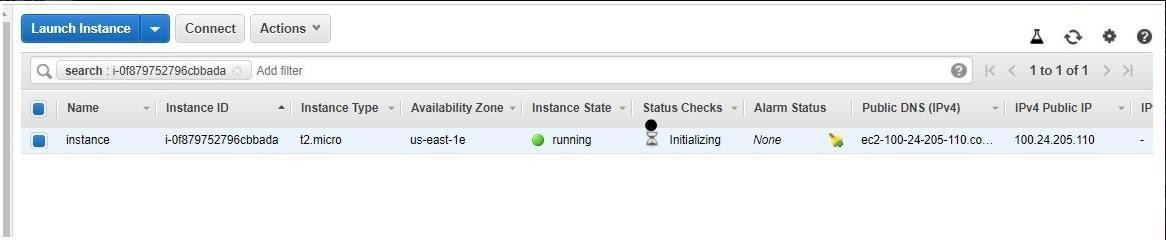 Launch Instance Connect Actions
search : i-0f879752796cbbada Add filter 1 to 1 of 1
Name Instance ID Instance Type Availability Zone Instance State Status Checks Alarm Status Public DNS (IPv4) IPv4 Public IP IP
instance i-0f879752796cbbada t2.micro us-east-1e running Initializing None ec2-100-24-205-110.co... 100.24.205.110 -